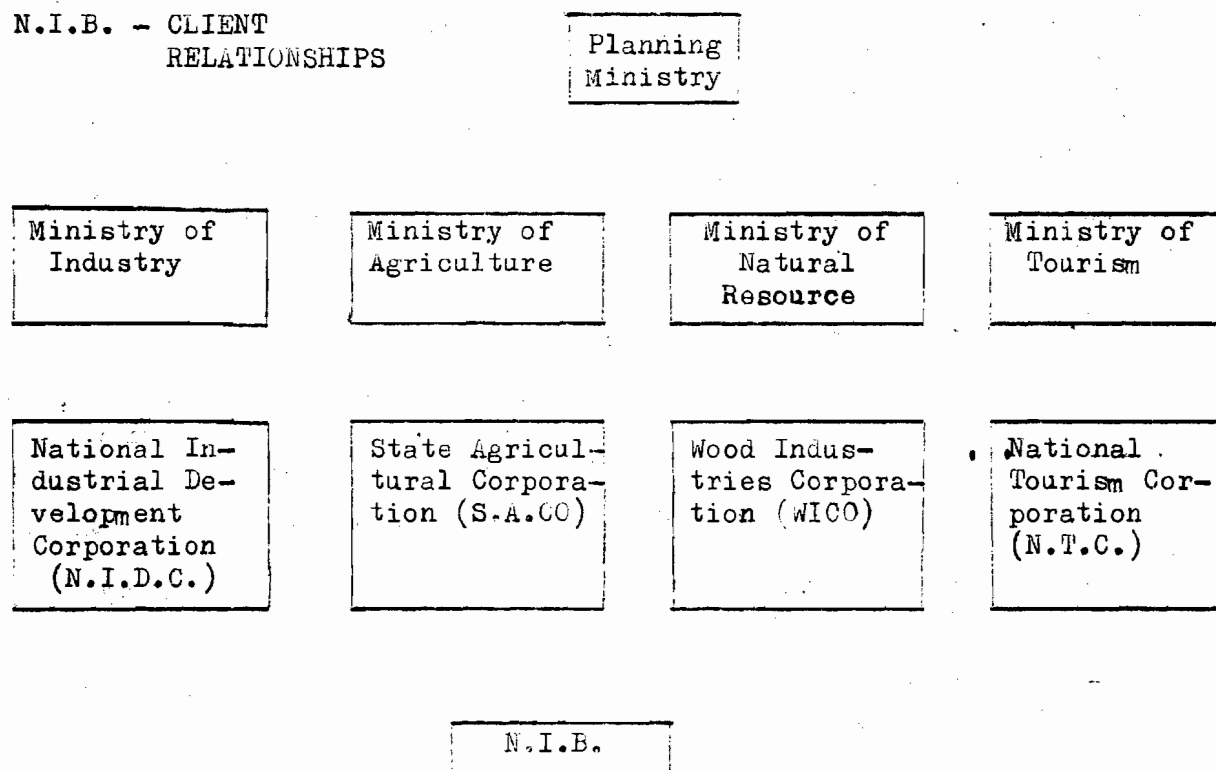 N.I.B. - CLIENT
RELATIONSHIPS
Planning
Ministry
Ministry of
Industry
Ministry of
Agriculture
Ministry of
Natural
Resource
Ministry of
Tourism
National In-
dustrial De-
velopment
Corporation
(N.I.D.C.)
State Agricul-
tural Corpora-
tion (S.A.CO)
Wood Indus-
tries Corpora-
tion (WICO)
National
Tourism Cor-
poration
(N.T.C.)
N.I.B.